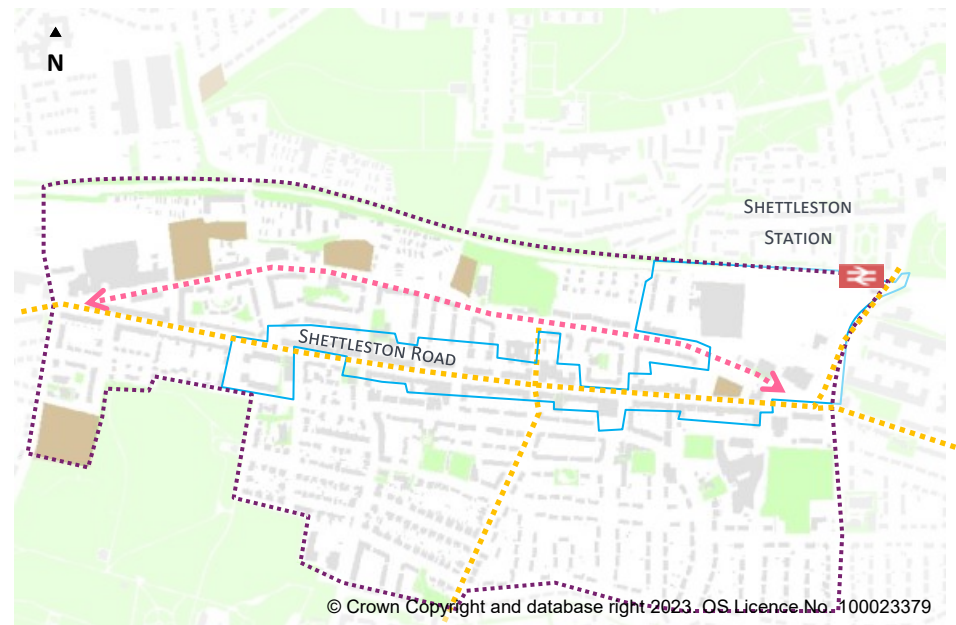 N
Shettleston
Station
Shettleston Road
© Crown Copyright and database right 2023. OS Licence No. 100023379